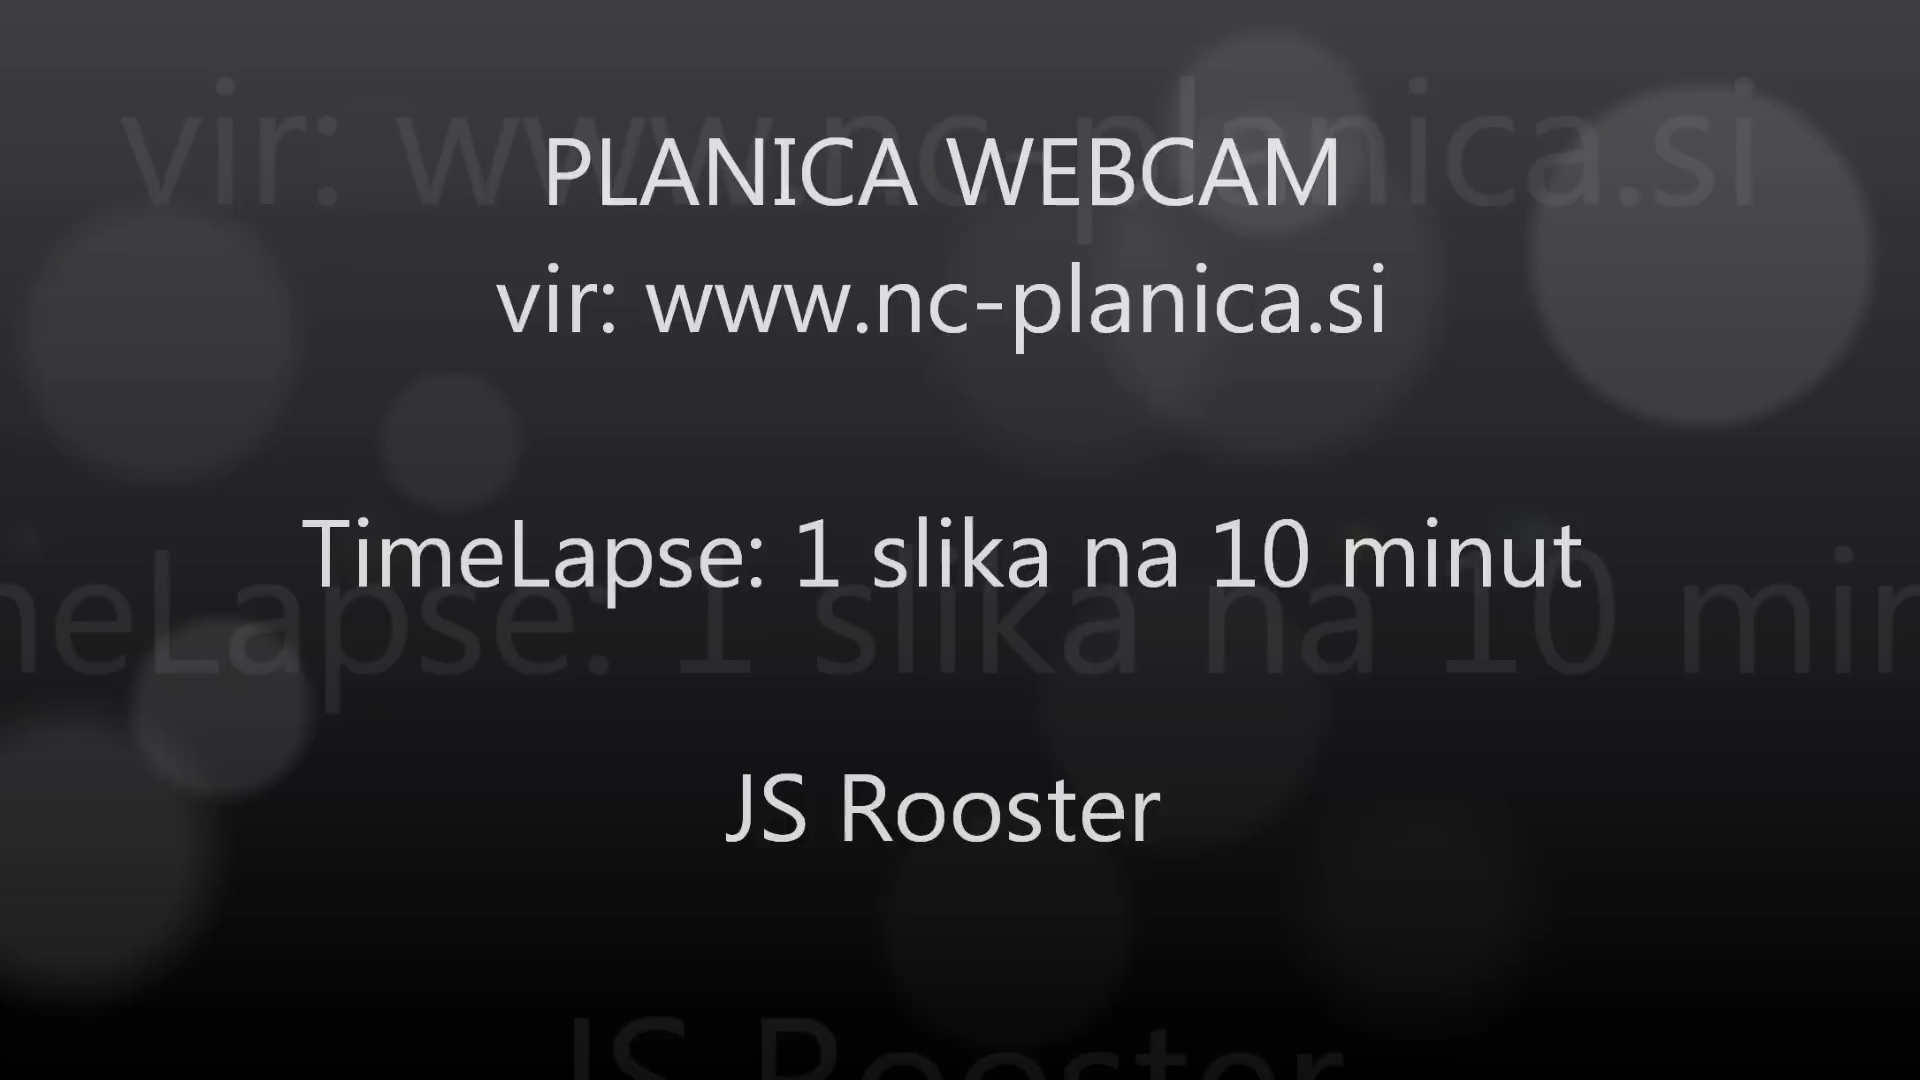 PLANICA WEBCAM
vir: www.nc-planica.si
TimeLapse: 1 slika na 10 minut
JS Rooster